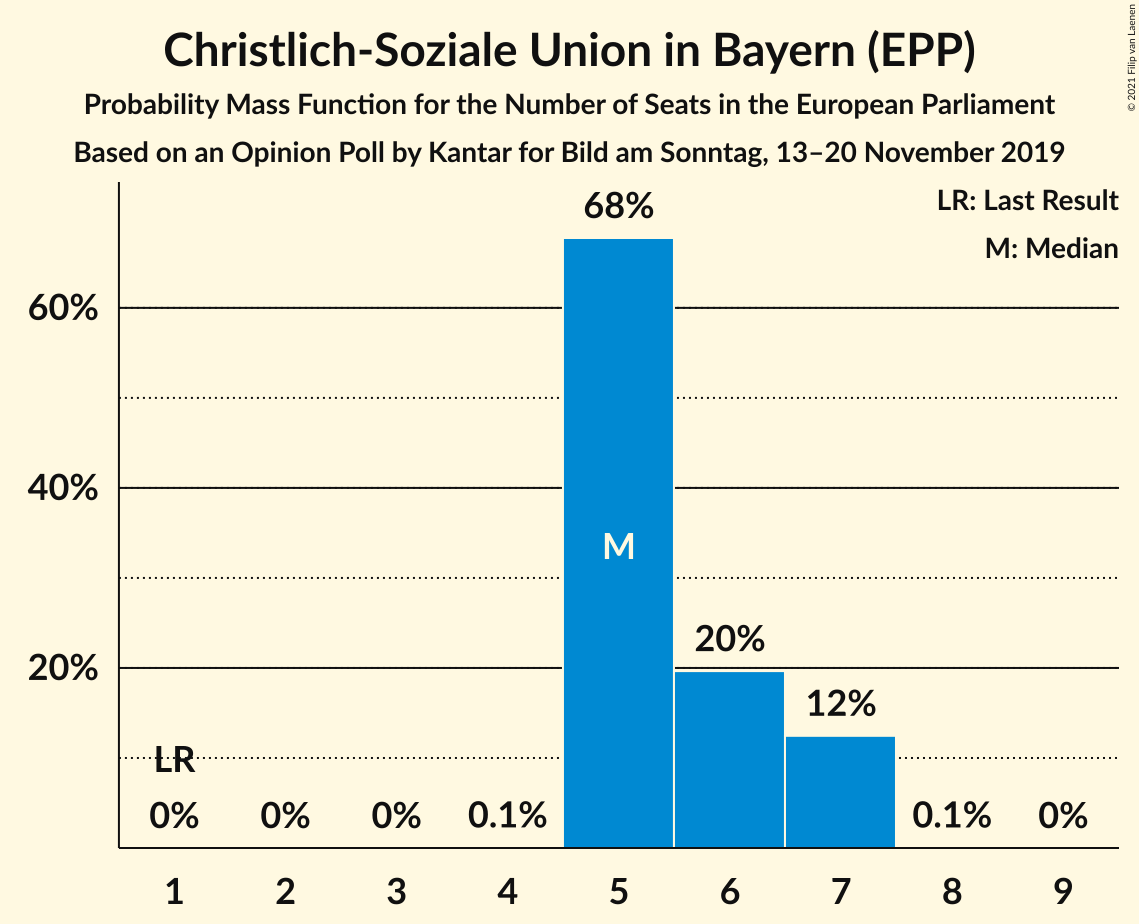 Christlich-Soziale Union in Bayern (EPP)
Probability Mass Function for the Number of Seats in the European Parliament
Based on an Opinion Poll by Kantar for Bild am Sonntag, 13–20 November 2019
© 2021 Filip van Laenen
LR: Last Result
M: Median
68%
60%
40%
M
20%
20%
12%
LR
0% 0% 0% 0.1% 0.1% 0%
1 2 3 4 5 6 7 8 9